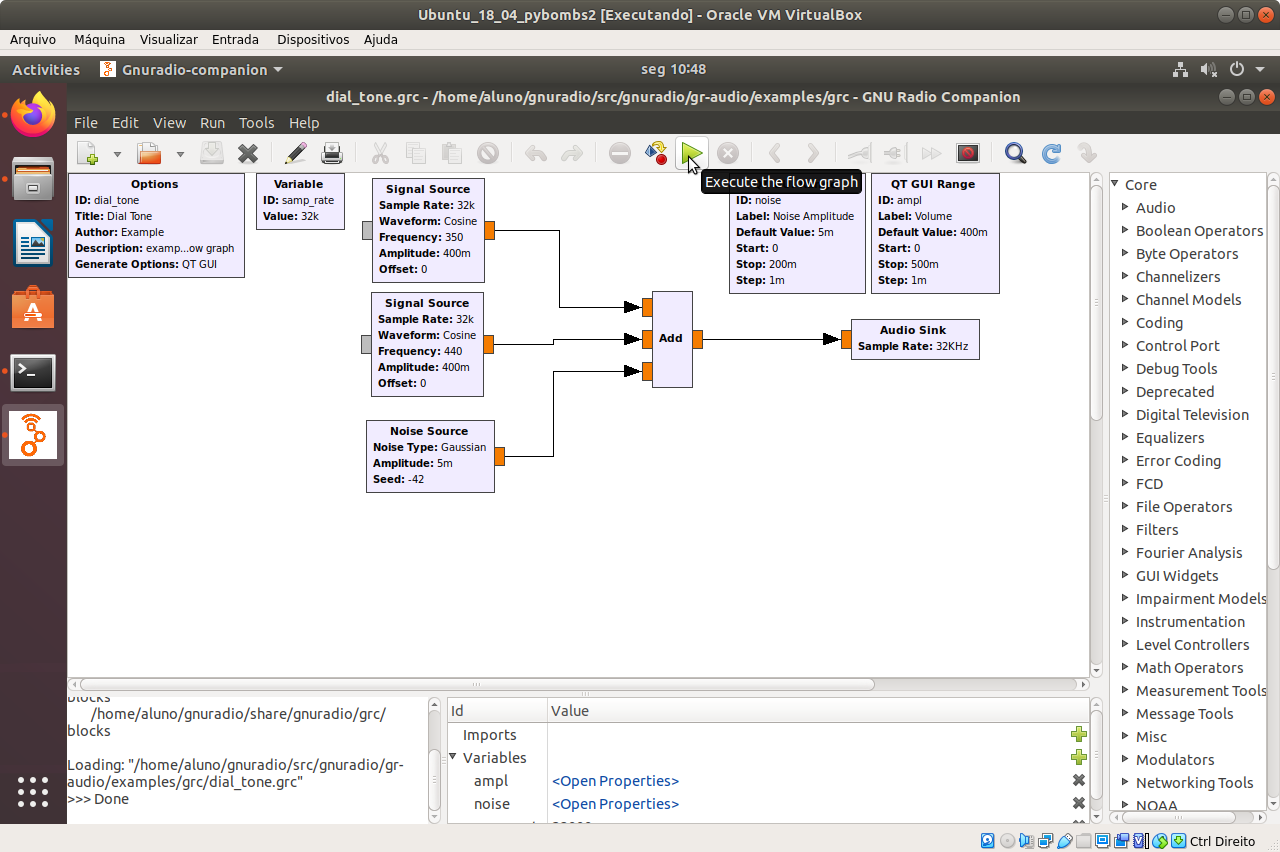 Ubuntu_18_04_pybombs2 [Executando] - Oracle VM VirtualBox
Arquivo Máquina Visualizar Entrada Dispositivos Ajuda
Activities Gnuradio-companion seg 10:48
dial_tone.grc - /home/aluno/gnuradio/src/gnuradio/gr-audio/examples/grc - GNU Radio Companion
File Edit View Run Tools Help
Execute the flow graph
Options
ID: dial_tone
Title: Dial Tone
Author: Example
Description: examp...ow graph
Generate Options: QT GUI
Variable
ID: samp_rate
Value: 32k
Signal Source
Sample Rate: 32k
Waveform: Cosine
Frequency: 350
Amplitude: 400m
Offset: 0
Signal Source
Sample Rate: 32k
Waveform: Cosine
Frequency: 440
Amplitude: 400m
Offset: 0
Noise Source
Noise Type: Gaussian
Amplitude: 5m
Seed: -42
Add
ID: noise
Label: Noise Amplitude
Default Value: 5m
Start: 0
Stop: 200m
Step: 1m
QT GUI Range
ID: ampl
Label: Volume
Default Value: 400m
Start: 0
Stop: 500m
Step: 1m
Audio Sink
Sample Rate: 32KHz
Core
Audio
Boolean Operators
Byte Operators
Channelizers
Channel Models
Coding
Control Port
Debug Tools
Deprecated
Digital Television
Equalizers
Error Coding
FCD
File Operators
Filters
Fourier Analysis
GUI Widgets
Impairment Models
Instrumentation
Level Controllers
Math Operators
Measurement Tools
Message Tools
Misc
Modulators
Networking Tools
NOAA
blocks
/home/aluno/gnuradio/share/gnuradio/grc/
blocks
Loading: "/home/aluno/gnuradio/src/gnuradio/gr-
audio/examples/grc/dial_tone.grc"
>>> Done
Id Value
Imports
Variables
ampl <Open Properties>
noise <Open Properties>
Ctrl Direito